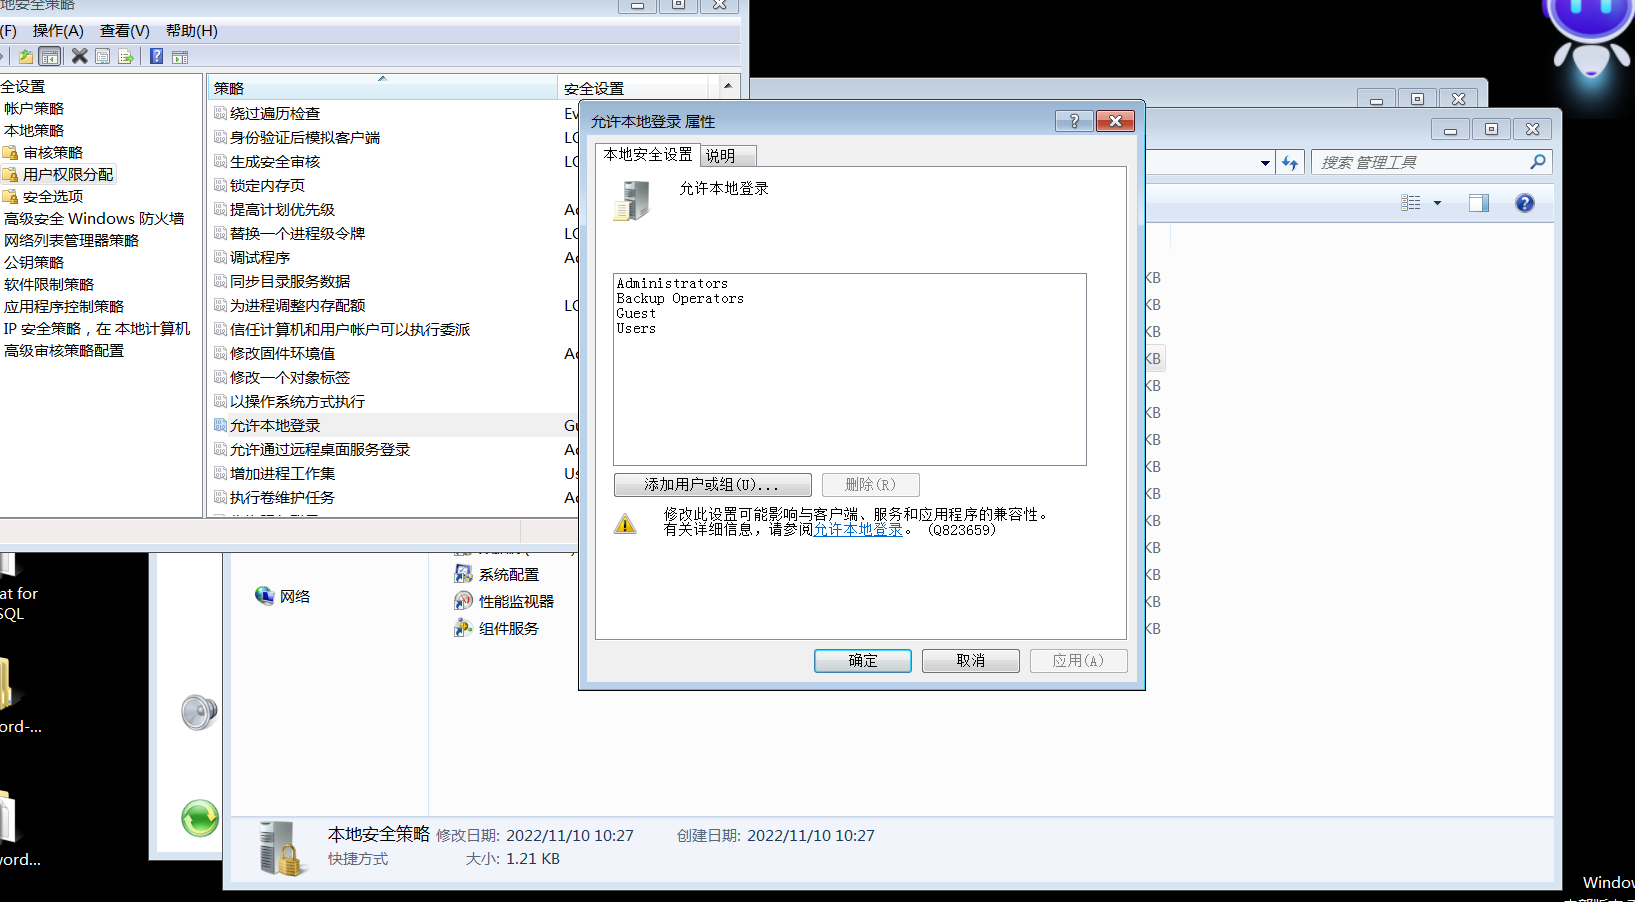 地安全策略
(F) 操作(A) 查看(V) 帮助(H)
全设置
帐户策略
本地策略
审核策略
用户权限分配
安全选项
高级安全 Windows 防火墙
网络列表管理器策略
公钥策略
软件限制策略
应用程序控制策略
IP 安全策略，在 本地计算机
高级审核策略配置
策略 安全设置
绕过遍历检查 Ev
身份验证后模拟客户端 LO
生成安全审核 LO
锁定内存页
提高计划优先级 Ad
替换一个进程级令牌 LO
调试程序 Ad
同步目录服务数据
为进程调整内存配额 LO
信任计算机和用户帐户可以执行委派
修改固件环境值 Ad
修改一个对象标签
以操作系统方式执行
允许本地登录 Gu
允许通过远程桌面服务登录 Ad
增加进程工作集 Us
执行卷维护任务 Ad
允许本地登录 属性
本地安全设置 说明
允许本地登录
Administrators
Backup Operators
Guest
Users
添加用户或组(U)... 删除(R)
修改此设置可能影响与客户端、服务和应用程序的兼容性。
有关详细信息，请参阅允许本地登录。 (Q823659)
确定 取消 应用(A)
搜索 管理工具
KB
KB
KB
KB
KB
KB
KB
KB
KB
KB
KB
KB
KB
KB
网络
系统配置
性能监视器
组件服务
本地安全策略 修改日期: 2022/11/10 10:27 创建日期: 2022/11/10 10:27
快捷方式 大小: 1.21 KB
at for
SQL
ord-...
vord...
Window